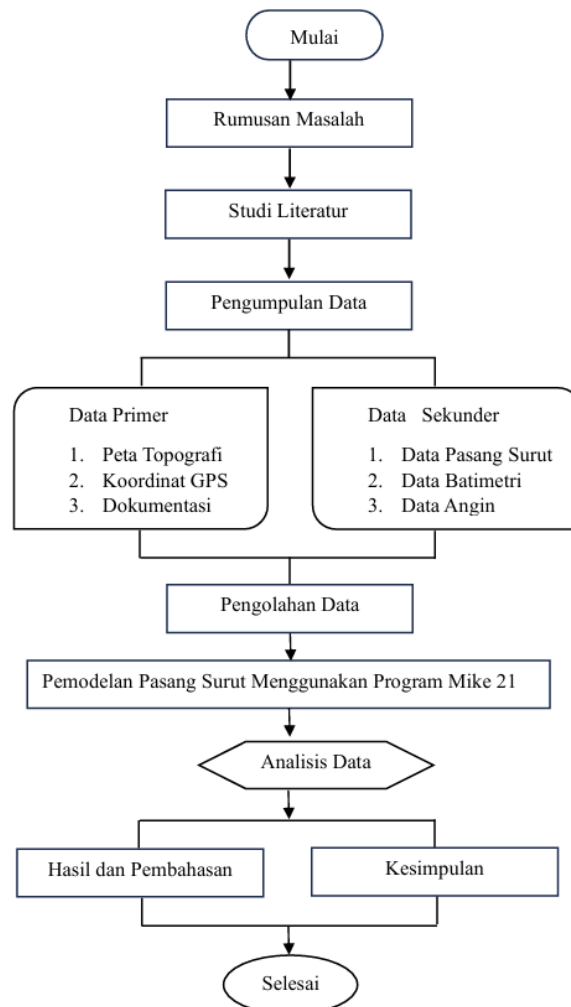 Mulai
Rumusan Masalah
Studi Literatur
Pengumpulan Data
Data Primer
1. Peta Topografi
2. Koordinat GPS
3. Dokumentasi
Data Sekunder
1. Data Pasang Surut
2. Data Batimetri
3. Data Angin
Pengolahan Data
Pemodelan Pasang Surut Menggunakan Program Mike 21
Analisis Data
Hasil dan Pembahasan
Kesimpulan
Selesai